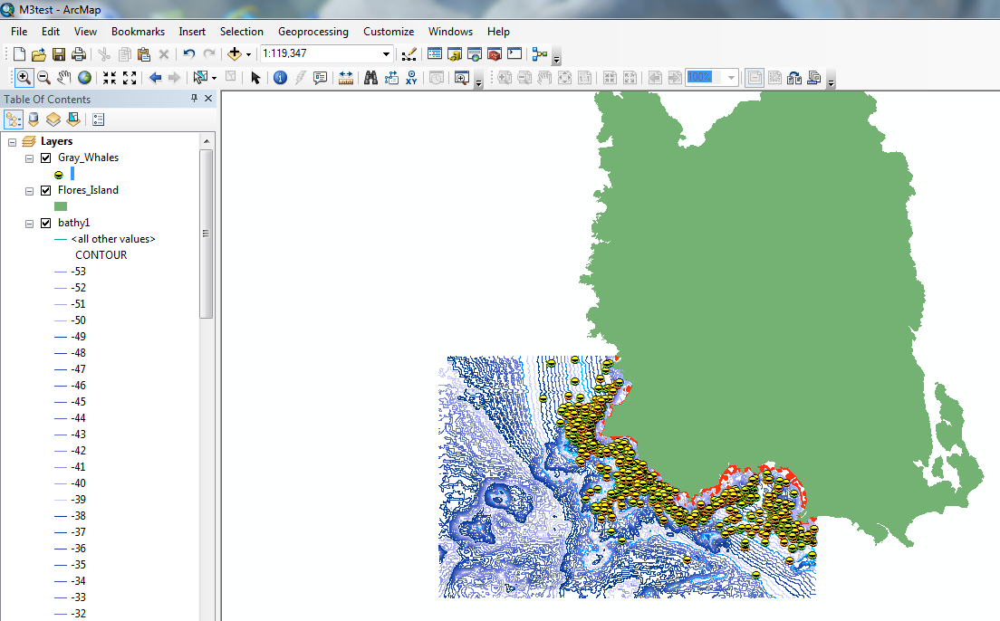 M3test - ArcMap
File Edit View Bookmarks Insert Selection Geoprocessing Customize Windows Help
1:119,347
100%
Table Of Contents
Layers
Gray_Whales
Flores_Island
bathy1
<all other values>
CONTOUR
-53
-52
-51
-50
-49
-48
-47
-46
-45
-44
-43
-42
-41
-40
-39
-38
-37
-36
-35
-34
-33
-32